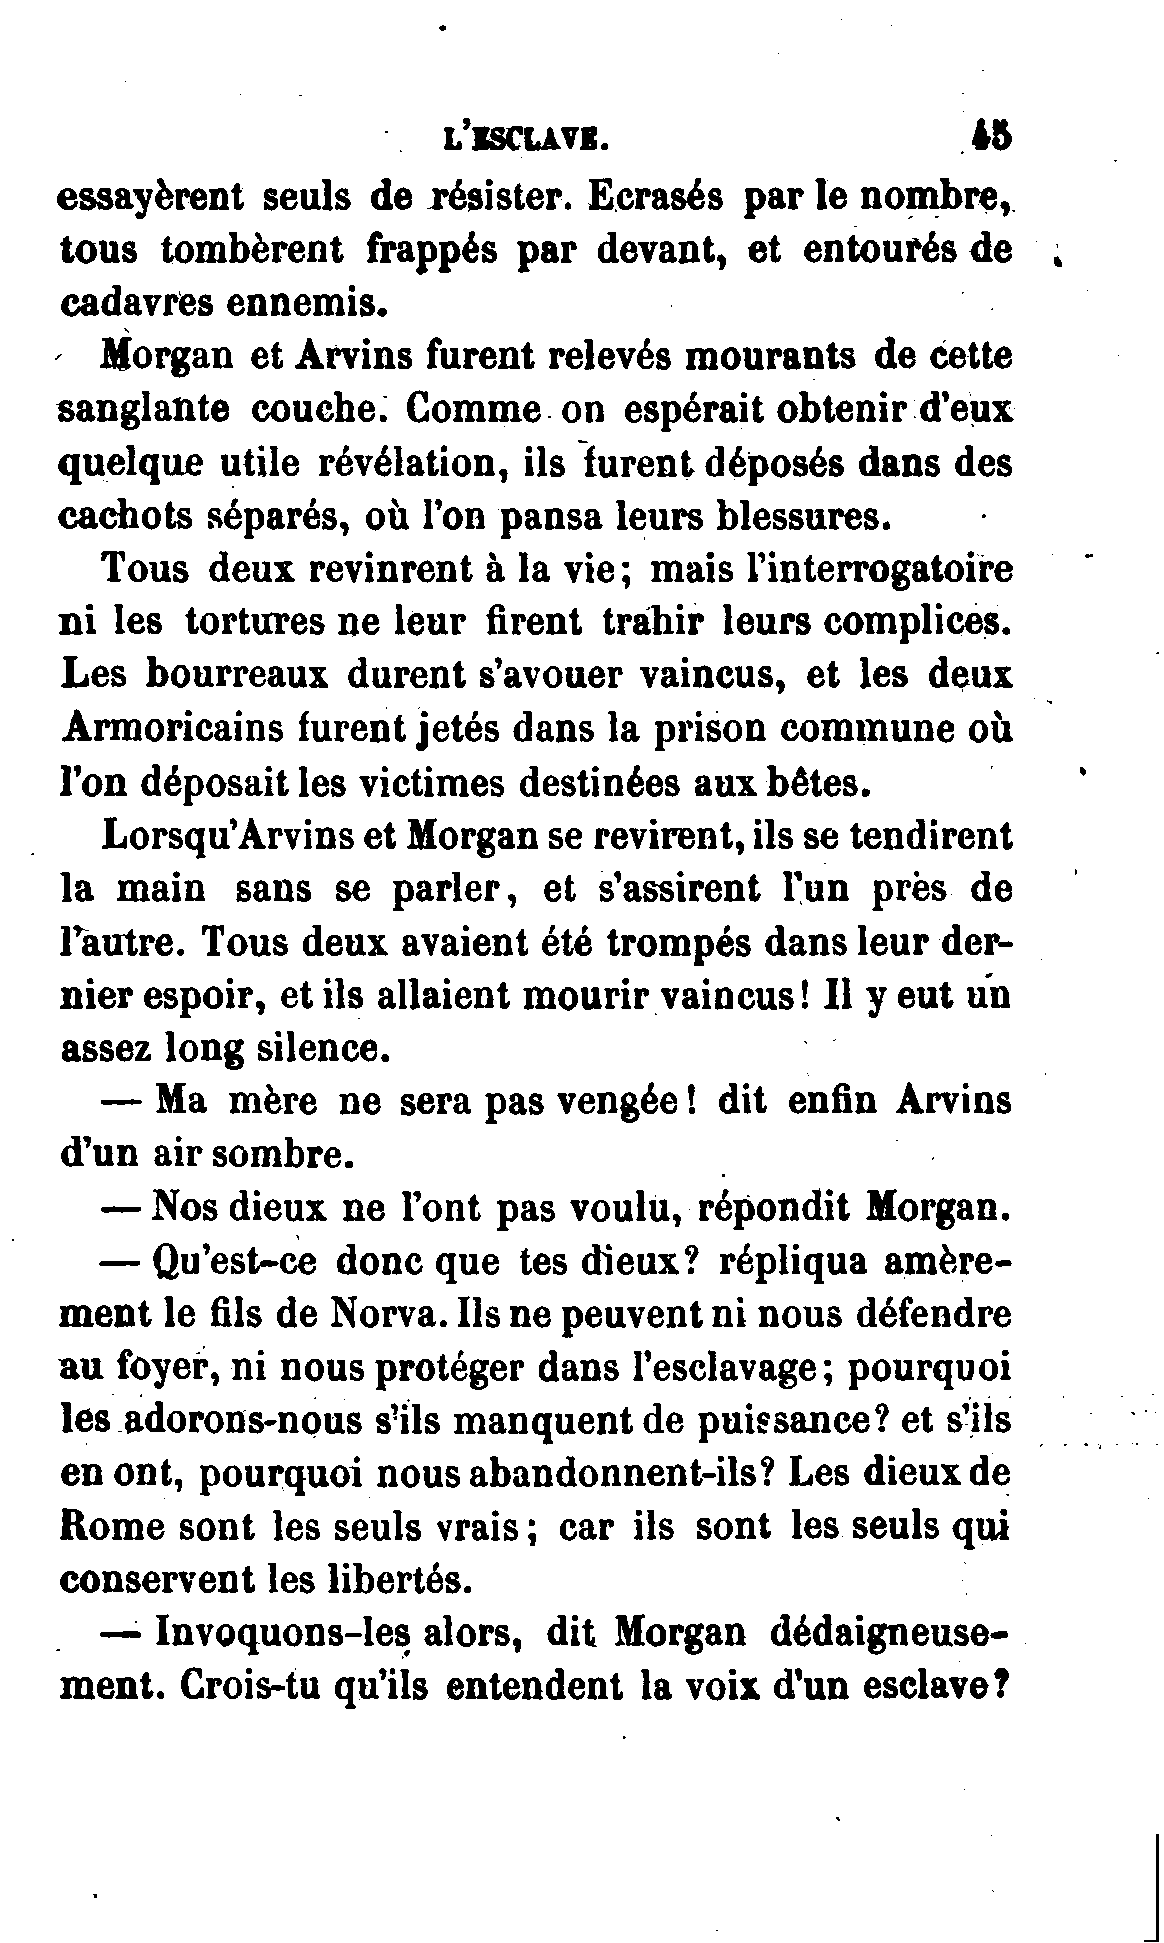 L'ESCLAVE. 45
essayèrent seuls de résister. Ecrasés par le nombre,
tous tombèrent frappés par devant, et entourés de
cadavres ennemis.
Morgan et Arvins furent relevés mourants de cette
sanglante couche. Comme on espérait obtenir d'eux
quelque utile révélation, ils furent déposés dans des
cachots séparés, où l'on pansa leurs blessures.
Tous deux revinrent à la vie; mais l'interrogatoire
ni les tortures ne leur firent trahir leurs complices.
Les bourreaux durent s'avouer vaincus, et les deux
Armoricains furent jetés dans la prison commune où
l'on déposait les victimes destinées aux bêtes.
Lorsqu'Arvins et Morgan se revirent, ils se tendirent
la main sans se parler, et s'assirent l'un près de
l'autre. Tous deux avaient été trompés dans leur der-
nier espoir, et ils allaient mourir vaincus! Il y eut un
assez long silence.
— Ma mère ne sera pas vengée! dit enfin Arvins
d'un air sombre.
— Nos dieux ne l'ont pas voulu, répondit Morgan.
— Qu'est-ce donc que tes dieux? répliqua amère-
ment le fils de Norva. Ils ne peuvent ni nous défendre
au foyer, ni nous protéger dans l'esclavage; pourquoi
les adorons-nous s'ils manquent de puissance? et s'ils
en ont, pourquoi nous abandonnent-ils? Les dieux de
Rome sont les seuls vrais; car ils sont les seuls qui
conservent les libertés.
— Invoquons-les alors, dit Morgan dédaigneuse-
ment. Crois-tu qu'ils entendent la voix d'un esclave?